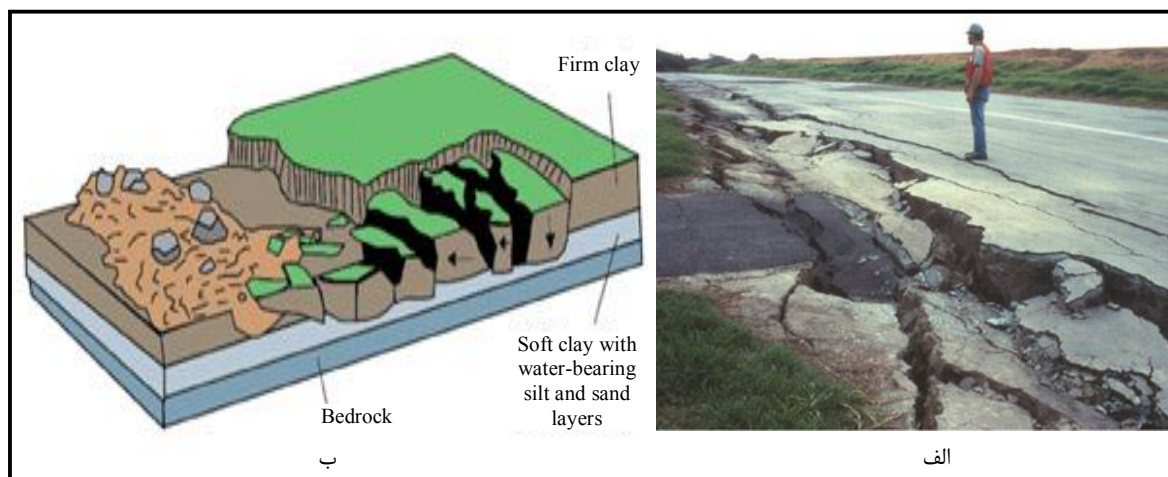 Firm clay
Soft clay with
water-bearing
silt and sand
layers
Bedrock
الف
ب